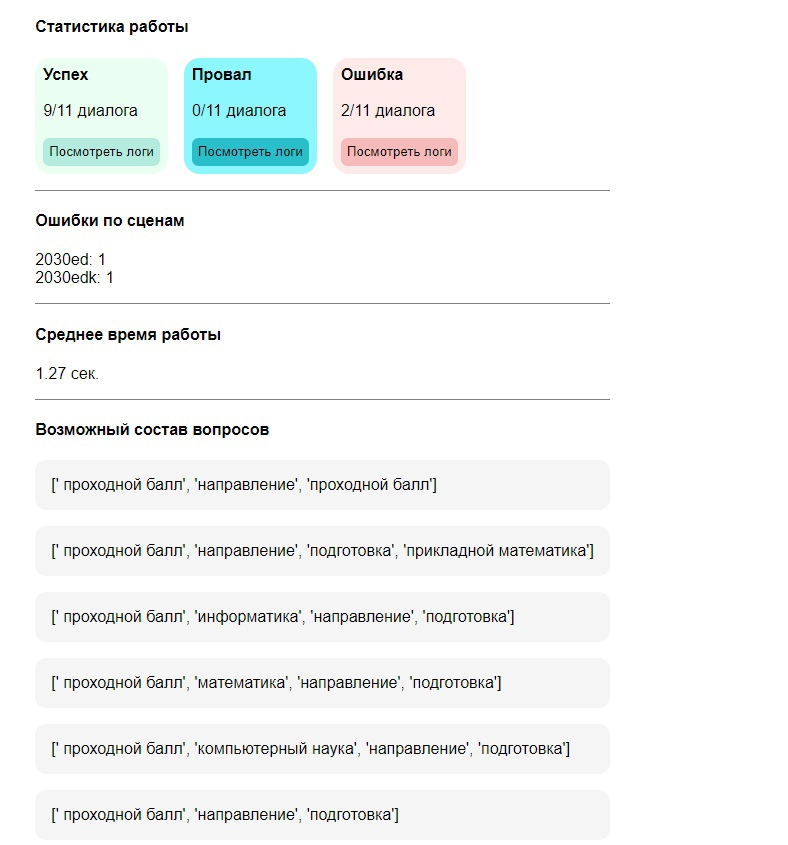 Статистика работы
Успех
9/11 диалога
Посмотреть логи
Провал
0/11 диалога
Посмотреть логи
Ошибка
2/11 диалога
Посмотреть логи
Ошибки по сценам
2030ed: 1
2030edk: 1
Среднее время работы
1.27 сек.
Возможный состав вопросов
[' проходной балл', 'направление', 'проходной балл']
[' проходной балл', 'направление', 'подготовка', 'прикладной математика']
[' проходной балл', 'информатика', 'направление', 'подготовка']
[' проходной балл', 'математика', 'направление', 'подготовка']
[' проходной балл', 'компьютерный наука', 'направление', 'подготовка']
[' проходной балл', 'направление', 'подготовка']